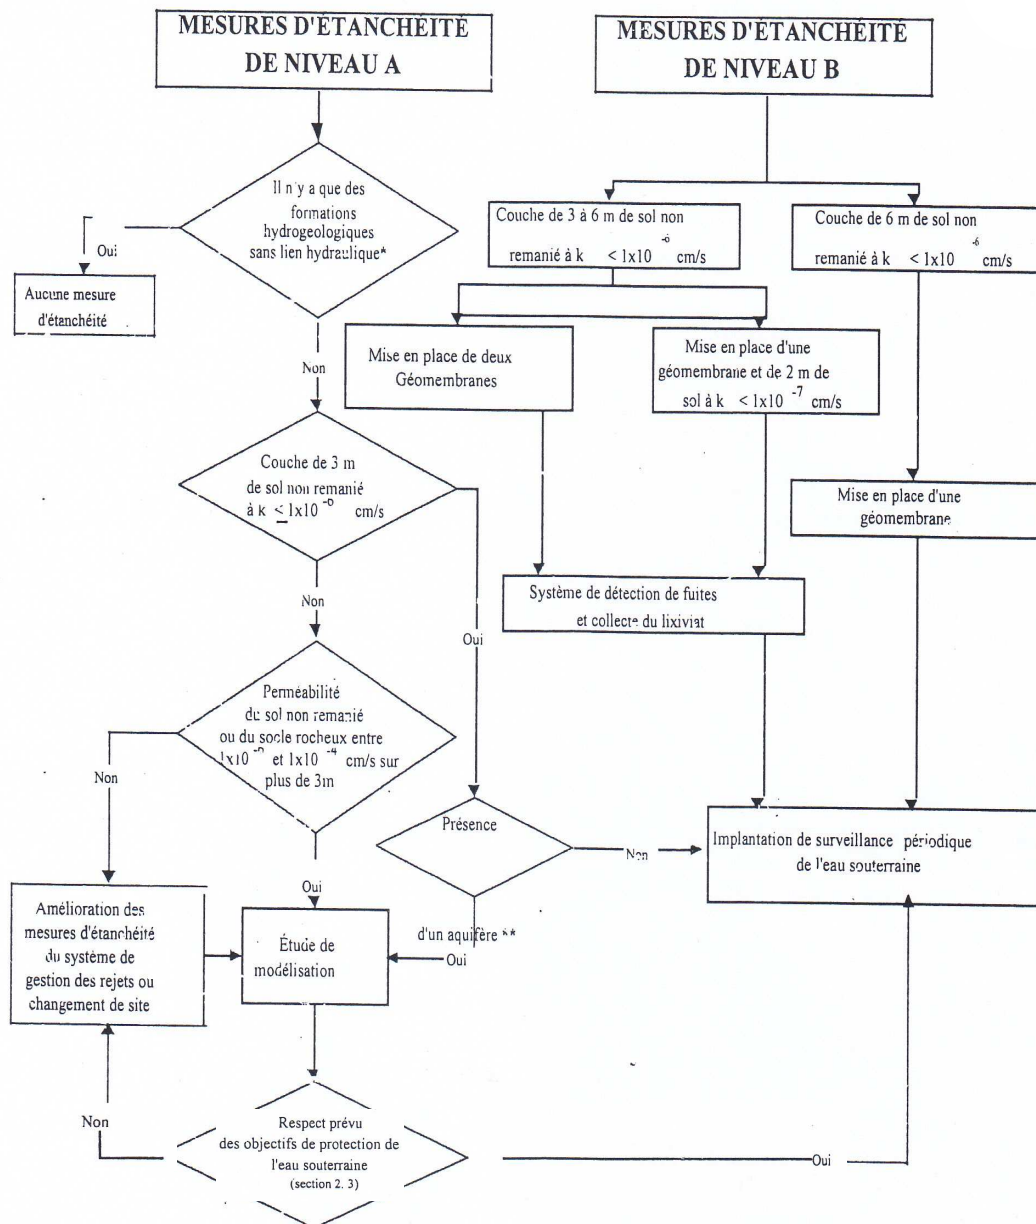 MESURES D'ÉTANCHÉITÉ
DE NIVEAU A
MESURES D'ÉTANCHÉITÉ
DE NIVEAU B
Il n'y a que des
formations
hydrogeologiques
sans lien hydraulique*
Oui
Aucune mesure
d'étanchéité
Non
Couche de 3 à 6 m de sol non
remanié à k < 1x10 -6 cm/s
Couche de 6 m de sol non
remanié à k < 1x10 -6 cm/s
Mise en place de deux
Géomembranes
Mise en place d'une
géomembrane et de 2 m de
sol à k < 1x10 -7 cm/s
Couche de 3 m
de sol non remanié
à k ≤ 1x10 -6 cm/s
Mise en place d'une
géomembrane
Non
Oui
Système de détection de fuites
et collecte du lixiviat
Perméabilité
du sol non remanié
ou du socle rocheux entre
et 1x10 -4 cm/s sur
plus de 3m
Non
Oui
Présence
d'un aquifère **
Non
Oui
Implantation de surveillance périodique
de l'eau souterraine
Amélioration des
mesures d'étanchéité
du système de
gestion des rejets ou
changement de site
Étude de
modélisation
Non
Respect prévu
des objectifs de protection de
l'eau souterraine
(section 2. 3)
Oui